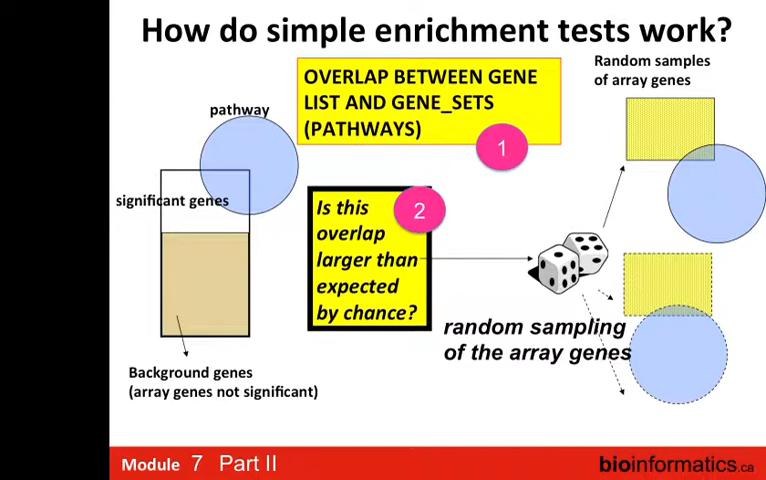 How do simple enrichment tests work?
Random samples
of array genes
OVERLAP BETWEEN GENE
LIST AND GENE_SETS
(PATHWAYS)
1
pathway
significant genes
Is this
overlap
larger than
expected
by chance?
2
random sampling
of the array genes
Background genes
(array genes not significant)
Module 7 Part II
bioinformatics.ca